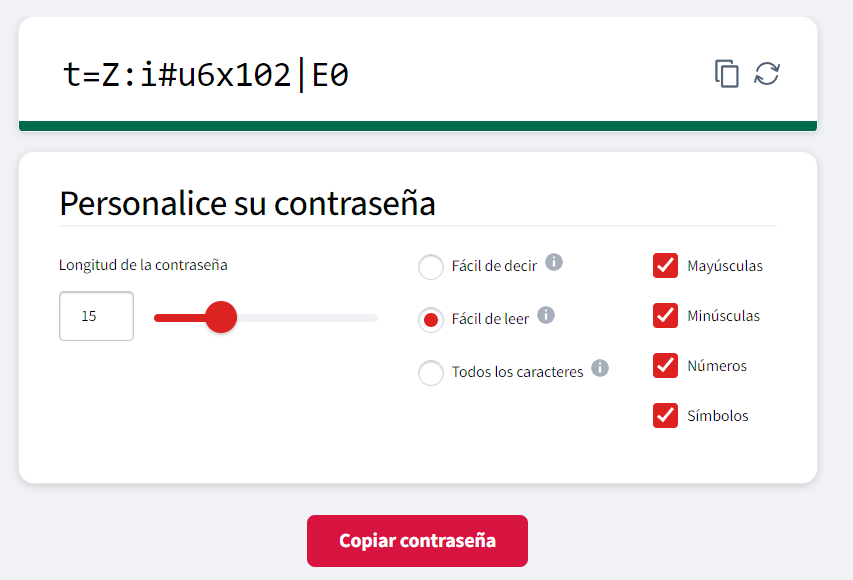 t=Z:i#u6x102|E0
Personalice su contraseña
Longitud de la contraseña
15
Fácil de decir
Fácil de leer
Todos los caracteres
Mayúsculas
Minúsculas
Números
Símbolos
Copiar contraseña